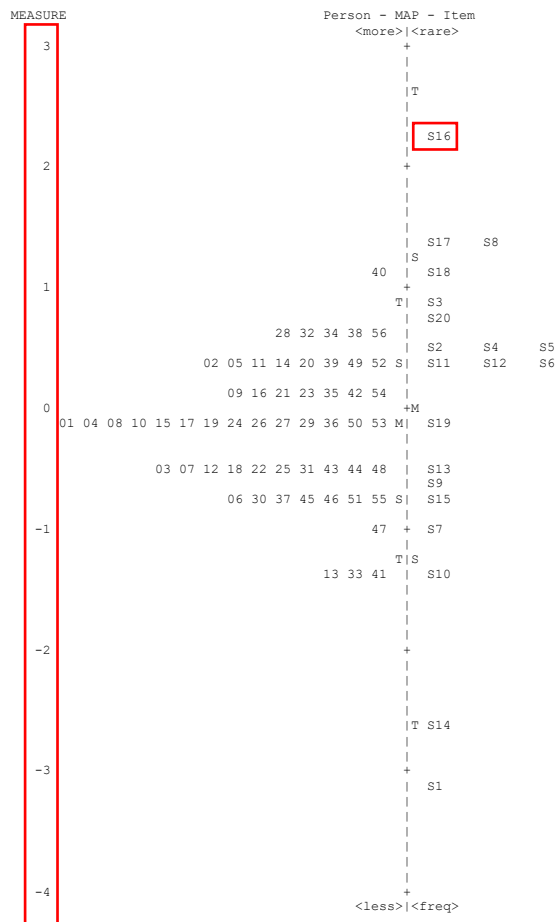 MEASURE Person - MAP - Item
<more>|<rare>
3 +
|
|
|
|T
|
|
| S16
|
2 +
|
|
|
|
|
| S17 S8
|S
40 | S18
1 +
T| S3
| S20
28 32 34 38 56 |
| S2 S4 S5
02 05 11 14 20 39 49 52 S| S11 S12 S6
|
09 16 21 23 35 42 54 |
0 +M
01 04 08 10 15 17 19 24 26 27 29 36 50 53 M| S19
|
|
03 07 12 18 22 25 31 43 44 48 | S13
| S9
06 30 37 45 46 51 55 S| S15
|
-1 47 + S7
|
T|S
13 33 41 | S10
|
|
|
|
-2 +
|
|
|
|
|T S14
|
|
-3 +
| S1
|
|
|
|
|
|
-4 +
<less>|<freq>